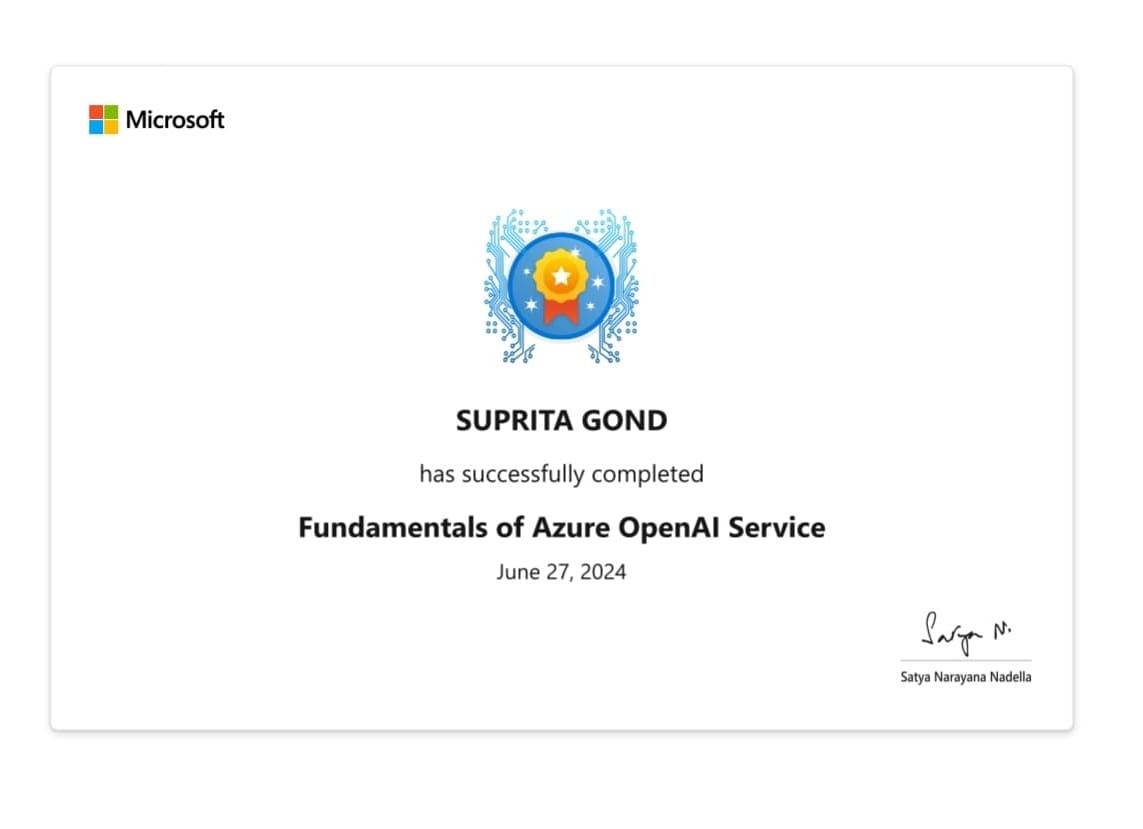 Microsoft
SUPRITA GOND
has successfully completed
Fundamentals of Azure OpenAI Service
June 27, 2024
Satya N.
Satya Narayana Nadella